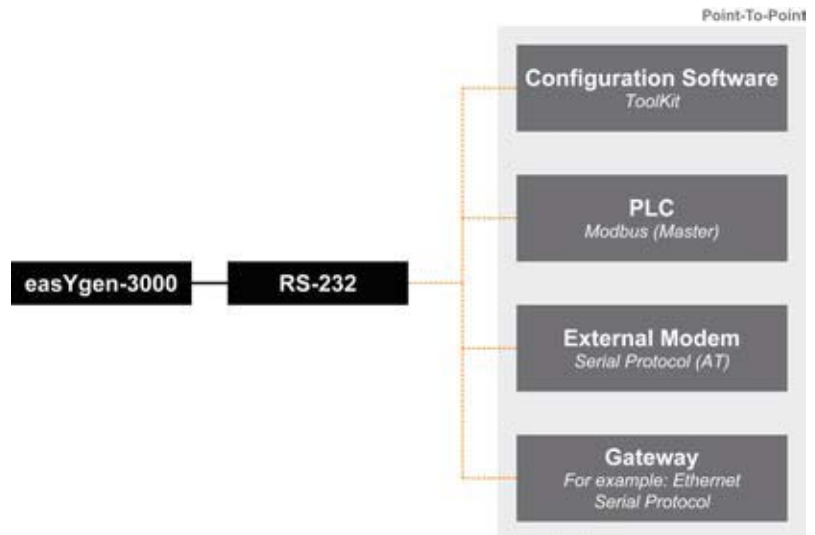 Point-To-Point
Configuration Software
ToolKit
PLC
Modbus (Master)
easYgen-3000
RS-232
External Modem
Serial Protocol (AT)
Gateway
For example: Ethernet
Serial Protocol